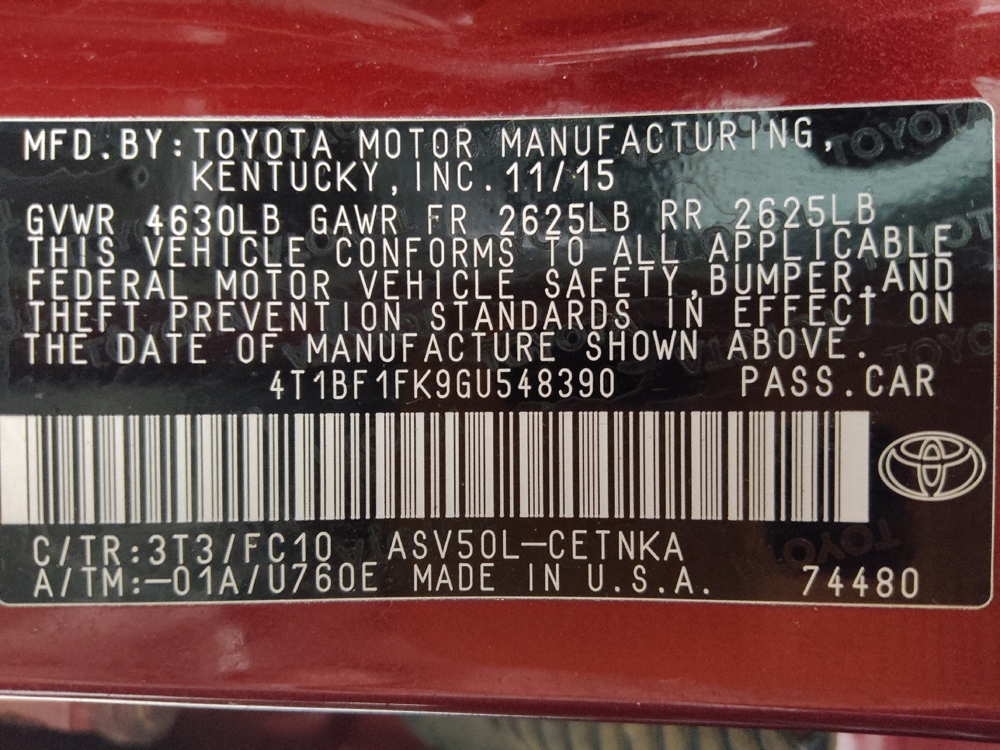 MFD.BY:TOYOTA MOTOR MANUFACTURING,
KENTUCKY,INC.11/15
GVWR 4630LB GAWR FR 2625LB RR 2625LB
THIS VEHICLE CONFORMS TO ALL APPLICABLE
FEDERAL MOTOR VEHICLE SAFETY,BUMPER,AND
THEFT PREVENTION STANDARDS IN EFFECT ON
THE DATE OF MANUFACTURE SHOWN ABOVE.
4T1BF1FK9GU548390 PASS.CAR
C/TR:3T3/FC10 ASV50L-CETNKA
A/TM:-01A/U760E MADE IN U.S.A. 74480